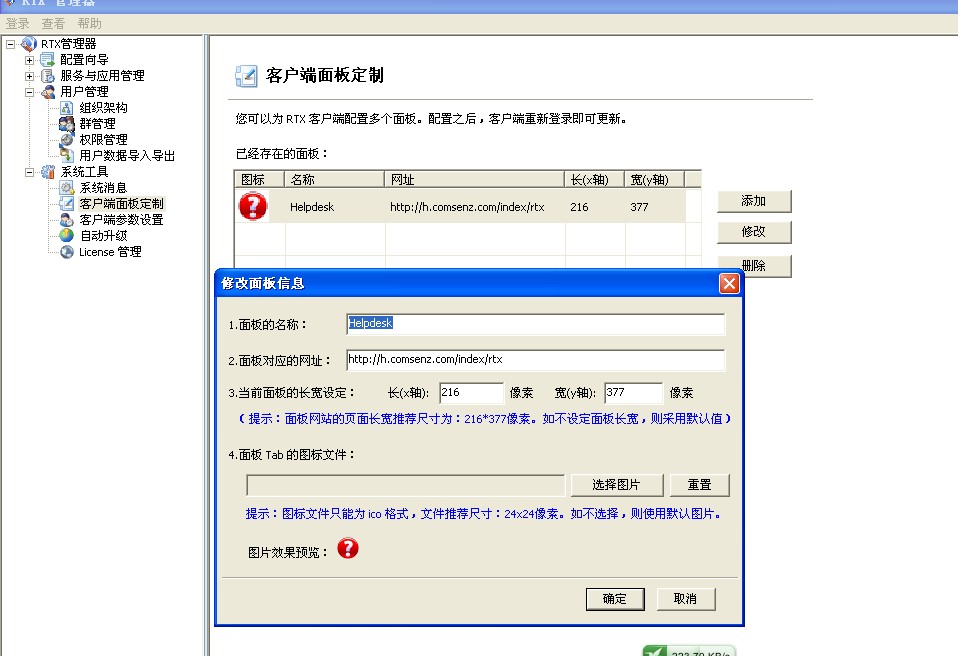 RTX 管理器
登录 查看 帮助
RTX管理器
配置向导
服务与应用管理
用户管理
组织架构
群管理
权限管理
用户数据导入导出
系统工具
系统消息
客户端面板定制
客户端参数设置
自动升级
License 管理
客户端面板定制
您可以为 RTX 客户端配置多个面板。配置之后，客户端重新登录即可更新。
已经存在的面板：
图标 名称 网址 长(x轴) 宽(y轴)
Helpdesk http://h.comsenz.com/index/rtx 216 377
添加
修改
删除
修改面板信息
1.面板的名称： Helpdesk
2.面板对应的网址： http://h.comsenz.com/index/rtx
3.当前面板的长宽设定： 长(x轴): 216 像素 宽(y轴): 377 像素
（提示：面板网站的页面长宽推荐尺寸为：216*377像素。如不设定面板长宽，则采用默认值）
4.面板 Tab 的图标文件：
选择图片 重置
提示：图标文件只能为 ico 格式，文件推荐尺寸：24x24像素。如不选择，则使用默认图片。
图片效果预览：
确定 取消